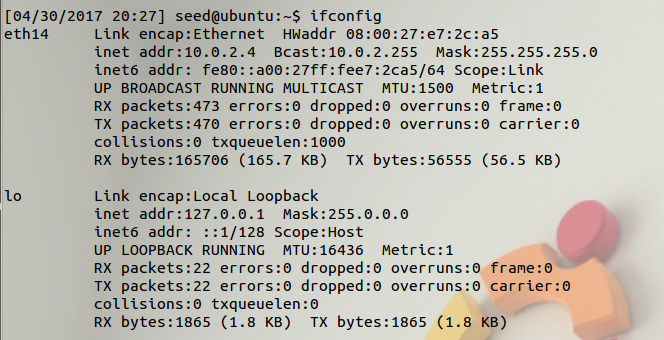 [04/30/2017 20:27] seed@ubuntu:~$ ifconfig
eth14     Link encap:Ethernet  HWaddr 08:00:27:e7:2c:a5
          inet addr:10.0.2.4  Bcast:10.0.2.255  Mask:255.255.255.0
          inet6 addr: fe80::a00:27ff:fee7:2ca5/64 Scope:Link
          UP BROADCAST RUNNING MULTICAST  MTU:1500  Metric:1
          RX packets:473 errors:0 dropped:0 overruns:0 frame:0
          TX packets:470 errors:0 dropped:0 overruns:0 carrier:0
          collisions:0 txqueuelen:1000
          RX bytes:165706 (165.7 KB)  TX bytes:56555 (56.5 KB)

lo        Link encap:Local Loopback
          inet addr:127.0.0.1  Mask:255.0.0.0
          inet6 addr: ::1/128 Scope:Host
          UP LOOPBACK RUNNING  MTU:16436  Metric:1
          RX packets:22 errors:0 dropped:0 overruns:0 frame:0
          TX packets:22 errors:0 dropped:0 overruns:0 carrier:0
          collisions:0 txqueuelen:0
          RX bytes:1865 (1.8 KB)  TX bytes:1865 (1.8 KB)